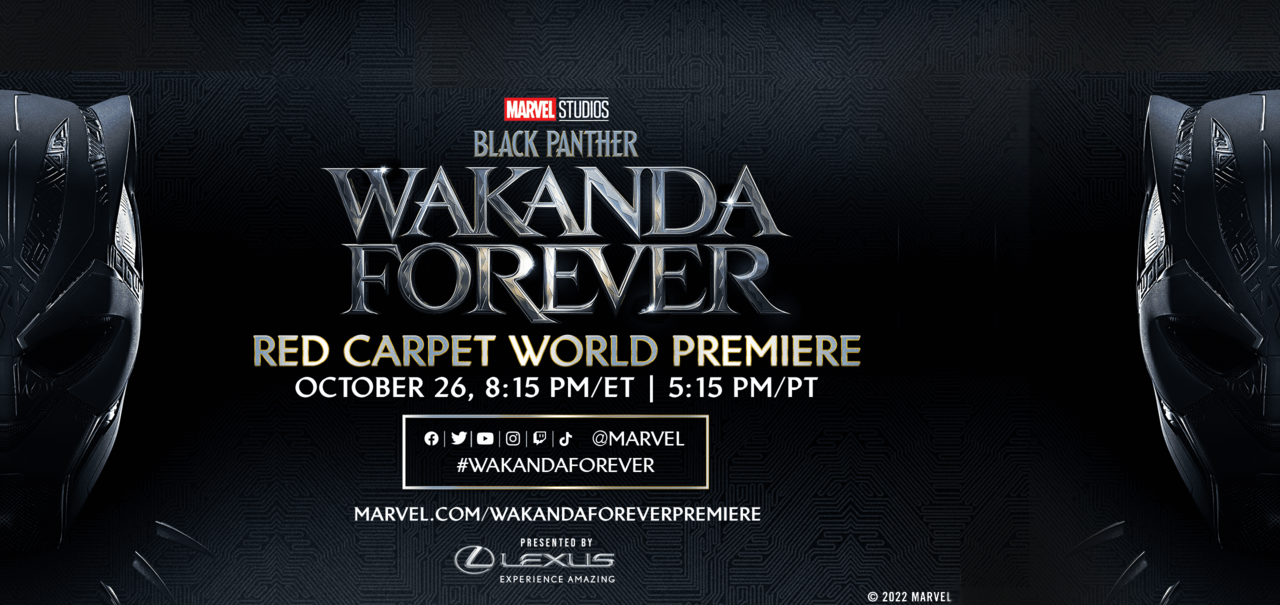 MARVEL STUDIOS
BLACK PANTHER
WAKANDA
FOREVER
RED CARPET WORLD PREMIERE
OCTOBER 26, 8:15 PM/ET | 5:15 PM/PT
@MARVEL
#WAKANDAFOREVER
MARVEL.COM/WAKANDAFOREVERPREMIERE
PRESENTED BY
LEXUS
EXPERIENCE AMAZING
© 2022 MARVEL